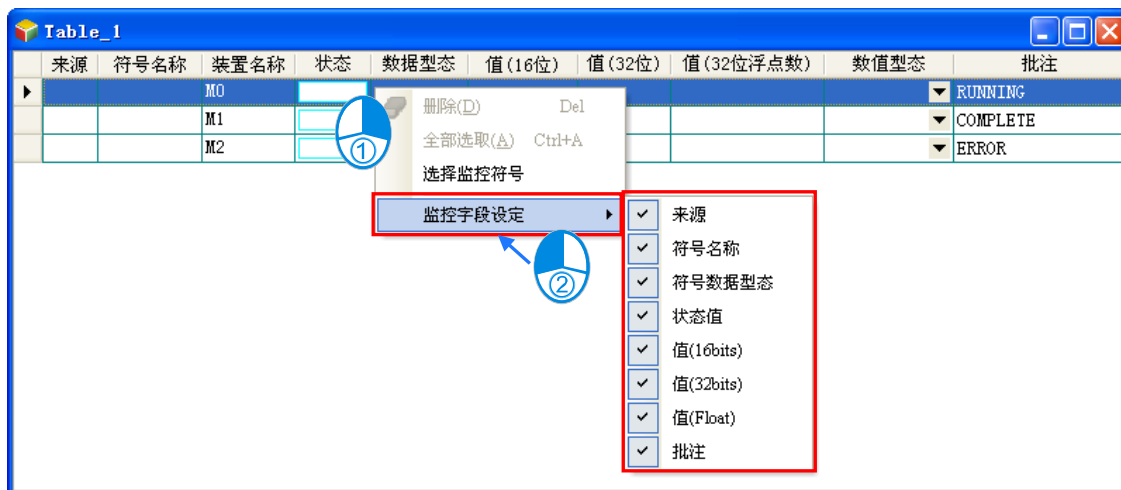 Table_1
来源 符号名称 装置名称 状态 数据型态 值(16位) 值(32位) 值(32位浮点数) 数值型态 批注
M0 RUNNING
M1 COMPLETE
M2 ERROR
删除(D) Del
全部选取(A) Ctrl+A
选择监控符号
监控字段设定
①
②
来源
符号名称
符号数据型态
状态值
值(16bits)
值(32bits)
值(Float)
批注